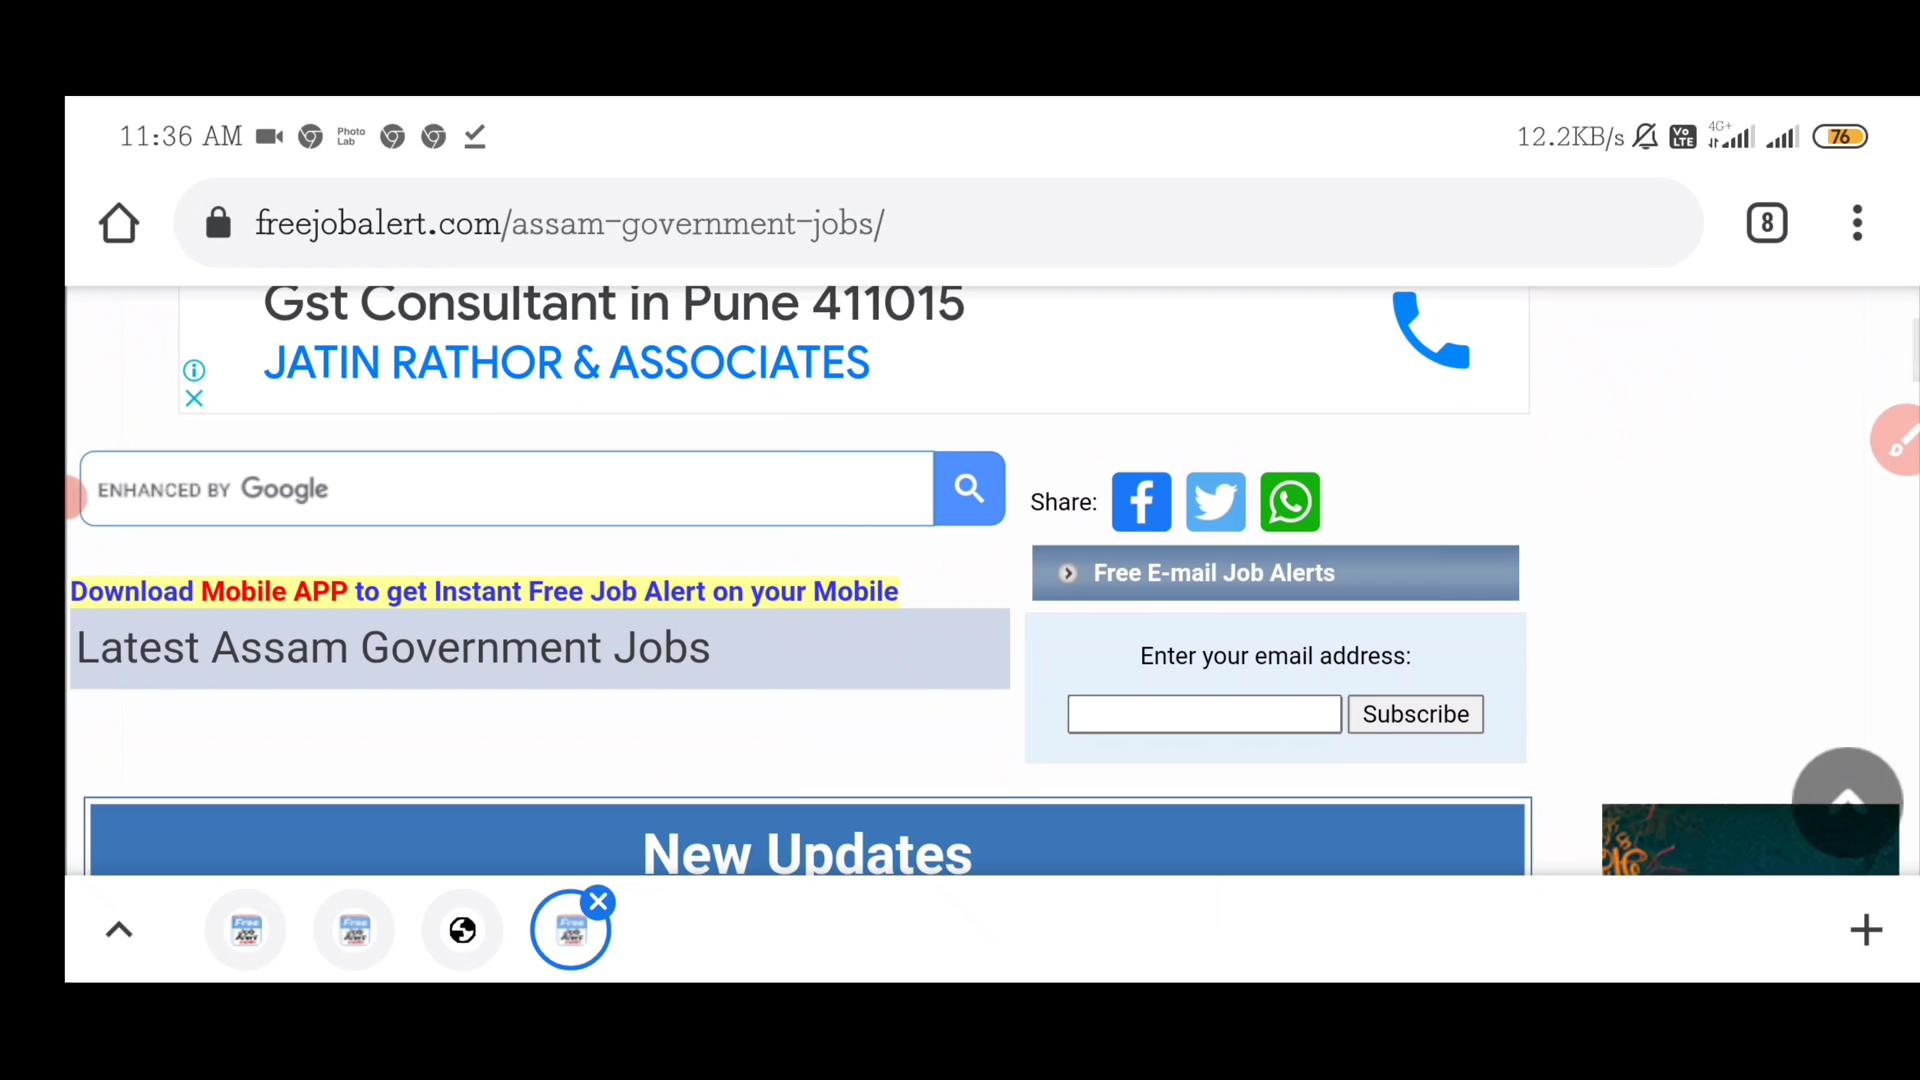 11:36 AM Photo Lab 12.2KB/s Vo LTE 4G+ 76
freejobalert.com/assam-government-jobs/ 8
Gst Consultant in Pune 411015
JATIN RATHOR & ASSOCIATES
ENHANCED BY Google
Share:
Free E-mail Job Alerts
Download Mobile APP to get Instant Free Job Alert on your Mobile
Latest Assam Government Jobs
Enter your email address:
Subscribe
New Updates